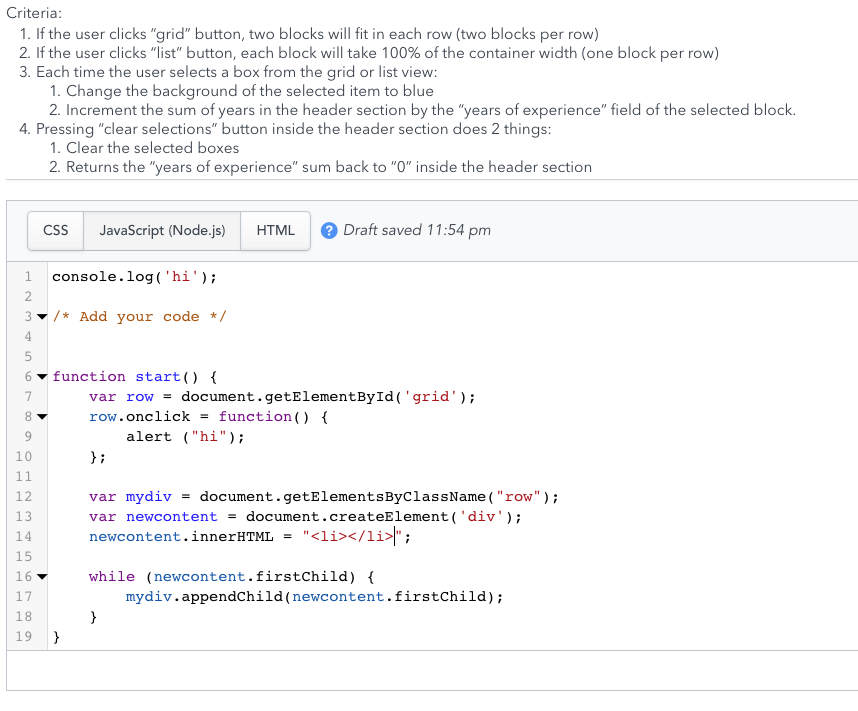 Criteria:
1. If the user clicks “grid” button, two blocks will fit in each row (two blocks per row)
2. If the user clicks “list” button, each block will take 100% of the container width (one block per row)
3. Each time the user selects a box from the grid or list view:
1. Change the background of the selected item to blue
2. Increment the sum of years in the header section by the “years of experience” field of the selected block.
4. Pressing “clear selections” button inside the header section does 2 things:
1. Clear the selected boxes
2. Returns the “years of experience” sum back to “0” inside the header section
CSS JavaScript (Node.js) HTML ? Draft saved 11:54 pm
1 console.log('hi');
2
3 /* Add your code */
4
5
6 function start() {
7 var row = document.getElementById('grid');
8 row.onclick = function() {
9 alert ("hi");
10 };
11
12 var mydiv = document.getElementsByClassName("row");
13 var newcontent = document.createElement('div');
14 newcontent.innerHTML = "<li></li>";
15
16 while (newcontent.firstChild) {
17 mydiv.appendChild(newcontent.firstChild);
18 }
19 }